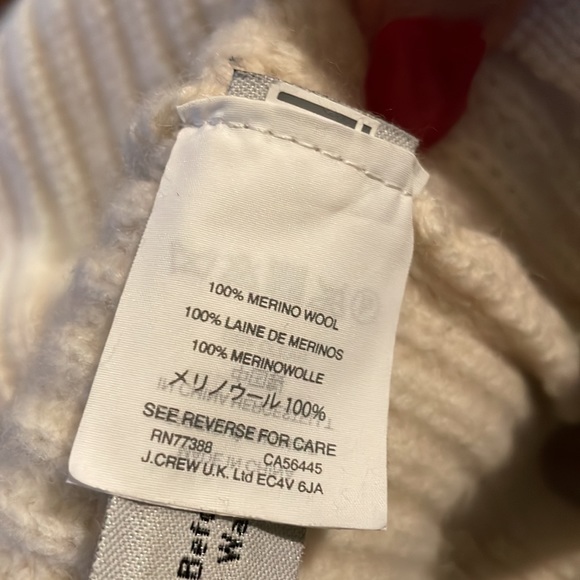 100% MERINO WOOL
100% LAINE DE MERINOS
100% MERINOWOLLE
メリノウール 100%
SEE REVERSE FOR CARE
RN77388 CA56445
J.CREW U.K. Ltd EC4V 6JA